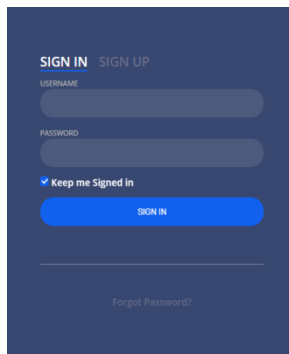 SIGN IN SIGN UP
USERNAME
PASSWORD
Keep me Signed in
SIGN IN
Forgot Password?